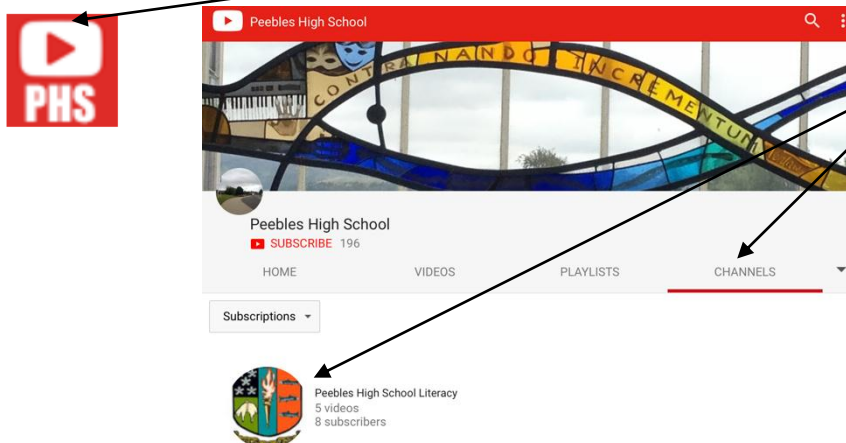 Peebles High School
PHS
CONTRA NANDO INCREMENTUM
Peebles High School
SUBSCRIBE 196
HOME VIDEOS PLAYLISTS CHANNELS
Subscriptions
Peebles High School Literacy
5 videos
8 subscribers